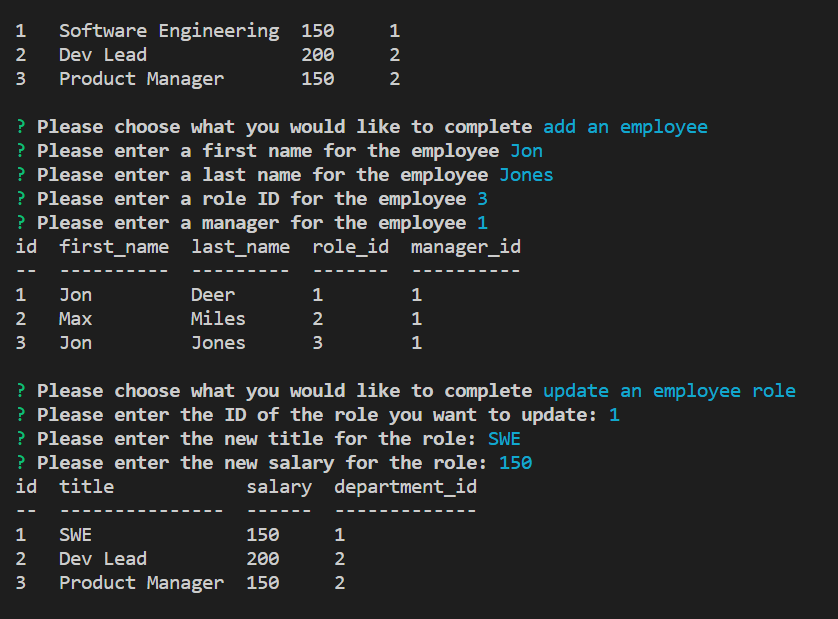 1   Software Engineering  150     1
2   Dev Lead              200     2
3   Product Manager       150     2
? Please choose what you would like to complete add an employee
? Please enter a first name for the employee Jon
? Please enter a last name for the employee Jones
? Please enter a role ID for the employee 3
? Please enter a manager for the employee 1
id  first_name  last_name  role_id  manager_id
--  ----------  ---------  -------  ----------
1   Jon         Deer       1        1
2   Max         Miles      2        1
3   Jon         Jones      3        1
? Please choose what you would like to complete update an employee role
? Please enter the ID of the role you want to update: 1
? Please enter the new title for the role: SWE
? Please enter the new salary for the role: 150
id  title            salary  department_id
--  ---------------  ------  -------------
1   SWE              150     1
2   Dev Lead         200     2
3   Product Manager  150     2